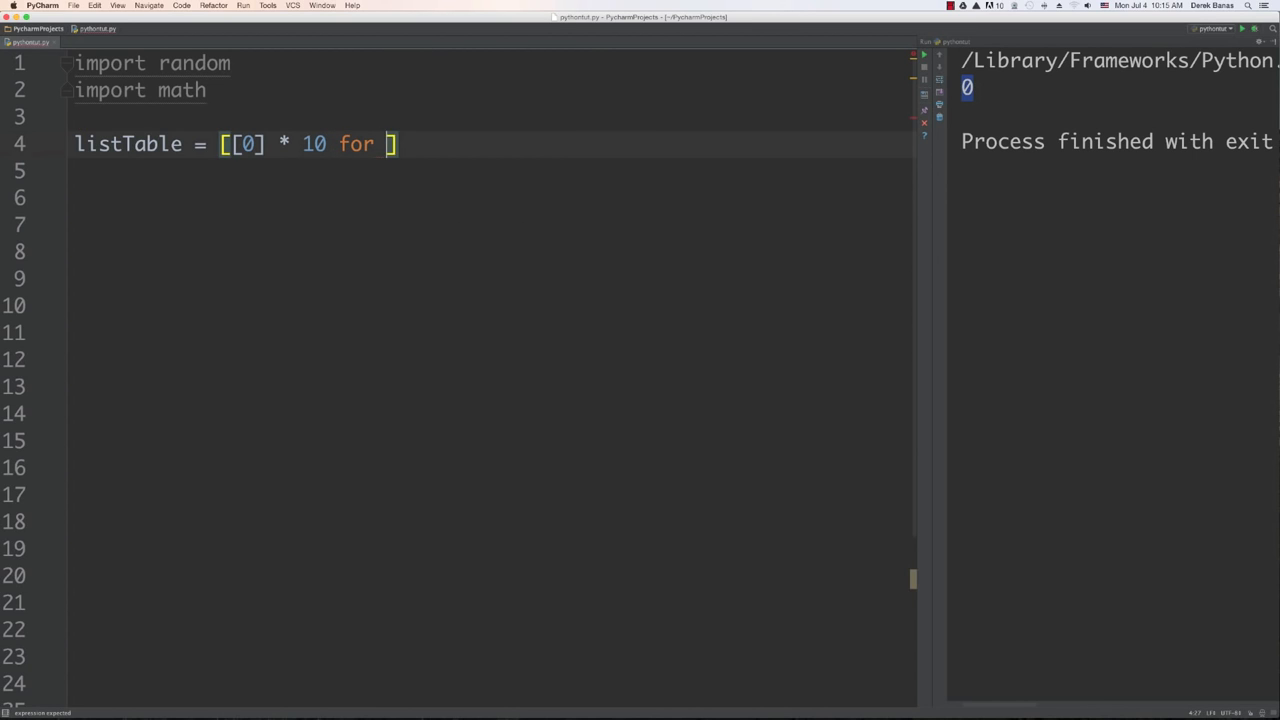 PyCharm File Edit View Navigate Code Refactor Run Tools VCS Window Help 10 10:15 AM Mon Jul 4 Derek Banas
pythontut.py - PycharmProjects - [~/PycharmProjects]
PycharmProjects pythontut.py pythontut
pythontut.py Run pythontut
1 import random
2 import math
3
4 listTable = [[0] * 10 for ]
5
6
7
8
9
10
11
12
13
14
15
16
17
18
19
20
21
22
23
24
/Library/Frameworks/Python.
0
Process finished with exit
expression expected 4:27 LF÷ UTF-8÷